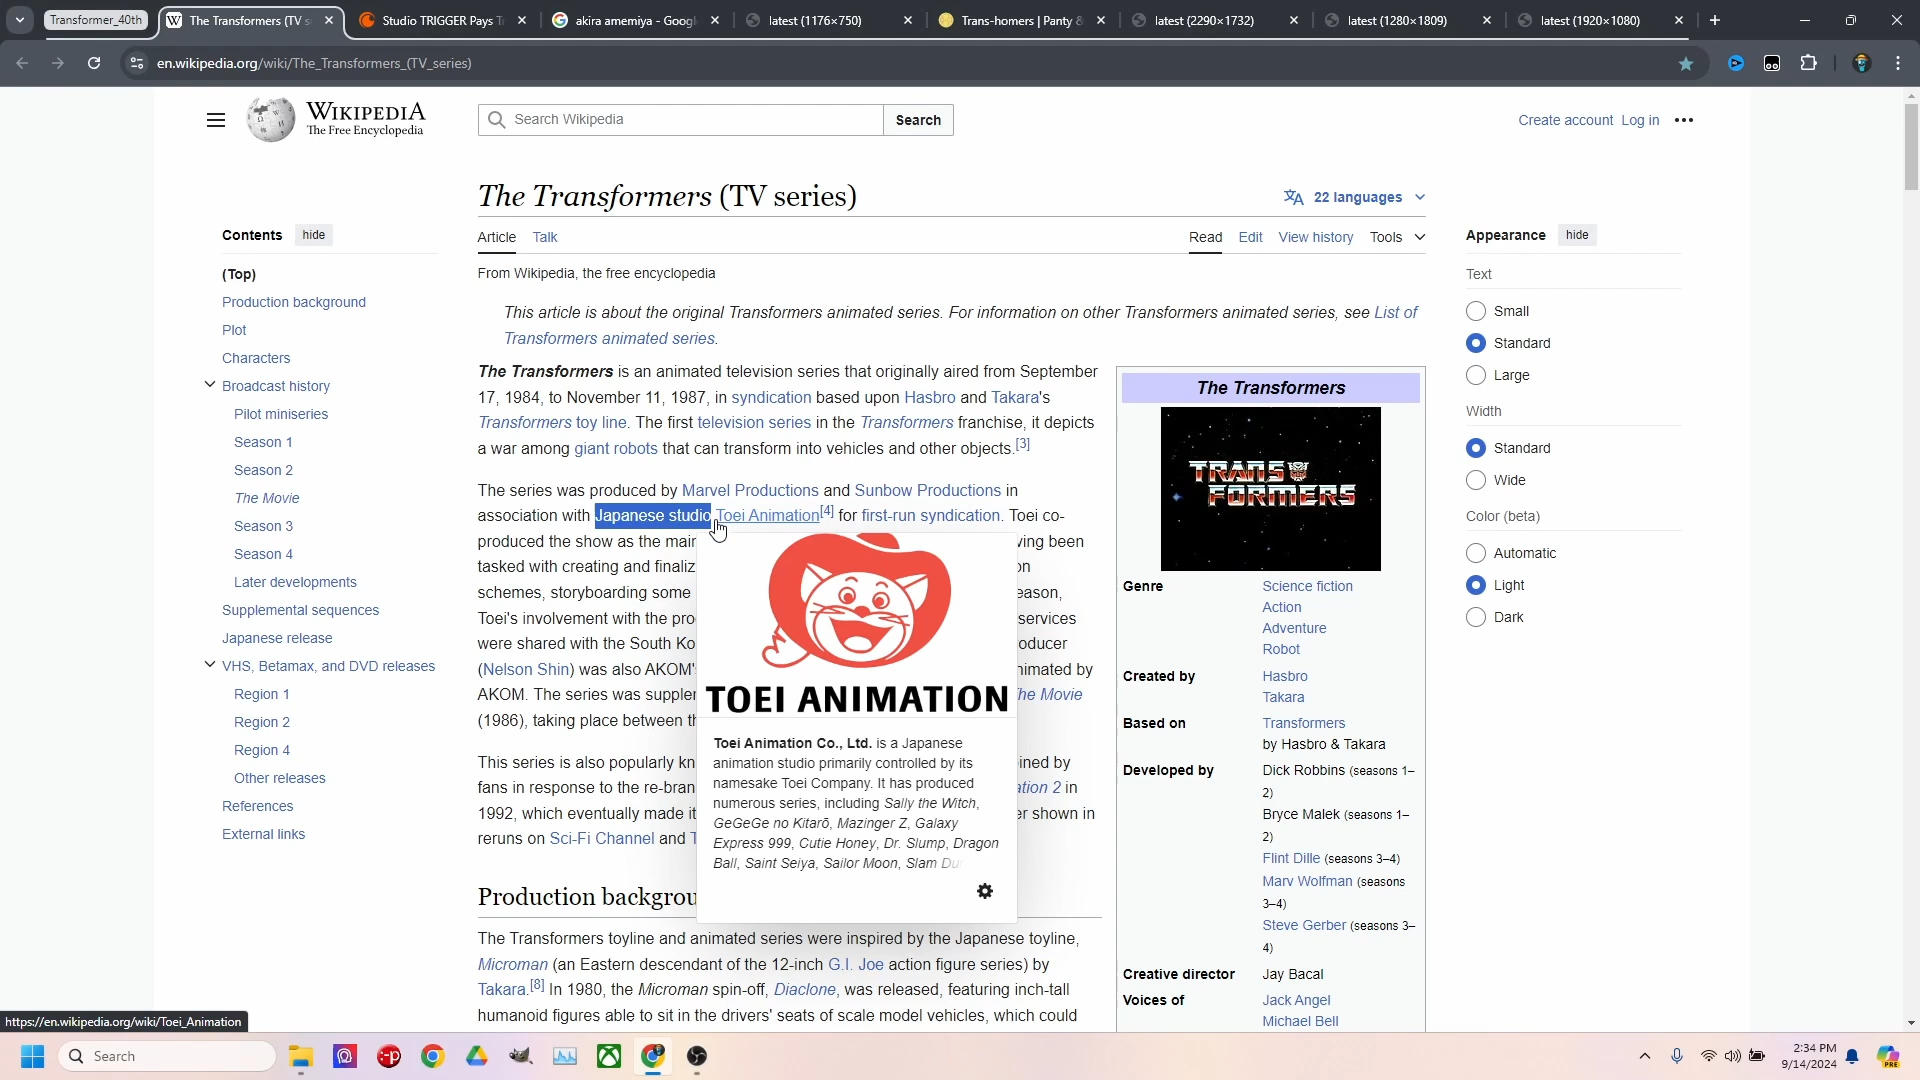 Transformer_40th
The Transformers (TV s
Studio TRIGGER Pays T
akira amemiya - Googl
latest (1176×750)
Trans-homers | Panty &
latest (2290×1732)
latest (1280×1809)
latest (1920×1080)
en.wikipedia.org/wiki/The_Transformers_(TV_series)
WIKIPEDIA
The Free Encyclopedia
Search Wikipedia
Search
Create account Log in
The Transformers (TV series)
22 languages
Contents hide
Article Talk
Read Edit View history Tools
Appearance hide
From Wikipedia, the free encyclopedia
(Top)
Production background
Plot
Characters
Broadcast history
Pilot miniseries
Season 1
Season 2
The Movie
Season 3
Season 4
Later developments
Supplemental sequences
Japanese release
VHS, Betamax, and DVD releases
Region 1
Region 2
Region 4
Other releases
References
External links
This article is about the original Transformers animated series. For information on other Transformers animated series, see List of
Transformers animated series.
The Transformers is an animated television series that originally aired from September
17, 1984, to November 11, 1987, in syndication based upon Hasbro and Takara's
Transformers toy line. The first television series in the Transformers franchise, it depicts
a war among giant robots that can transform into vehicles and other objects.[3]
The series was produced by Marvel Productions and Sunbow Productions in
association with Japanese studio Toei Animation[4] for first-run syndication. Toei co-
produced the show as the mair ving been
tasked with creating and finaliz on
schemes, storyboarding some eason,
Toei's involvement with the pro services
were shared with the South Ko oducer
(Nelson Shin) was also AKOM' imated by
AKOM. The series was suppler he Movie
(1986), taking place between th
This series is also popularly kn ined by
fans in response to the re-bran ation 2 in
1992, which eventually made it er shown in
reruns on Sci-Fi Channel and T
TOEI ANIMATION
Toei Animation Co., Ltd. is a Japanese
animation studio primarily controlled by its
namesake Toei Company. It has produced
numerous series, including Sally the Witch,
GeGeGe no Kitarō, Mazinger Z, Galaxy
Express 999, Cutie Honey, Dr. Slump, Dragon
Ball, Saint Seiya, Sailor Moon, Slam Du
Production backgrou
The Transformers toyline and animated series were inspired by the Japanese toyline,
Microman (an Eastern descendant of the 12-inch G.I. Joe action figure series) by
Takara.[8] In 1980, the Microman spin-off, Diaclone, was released, featuring inch-tall
humanoid figures able to sit in the drivers' seats of scale model vehicles, which could
The Transformers
TRANSFORMERS
Genre Science fiction
Action
Adventure
Robot
Created by Hasbro
Takara
Based on Transformers
by Hasbro & Takara
Developed by Dick Robbins (seasons 1–
2)
Bryce Malek (seasons 1–
2)
Flint Dille (seasons 3–4)
Marv Wolfman (seasons
3–4)
Steve Gerber (seasons 3–
4)
Creative director Jay Bacal
Voices of Jack Angel
Michael Bell
Text
Small
Standard
Large
Width
Standard
Wide
Color (beta)
Automatic
Light
Dark
https://en.wikipedia.org/wiki/Toei_Animation
Search
2:34 PM
9/14/2024
PRE